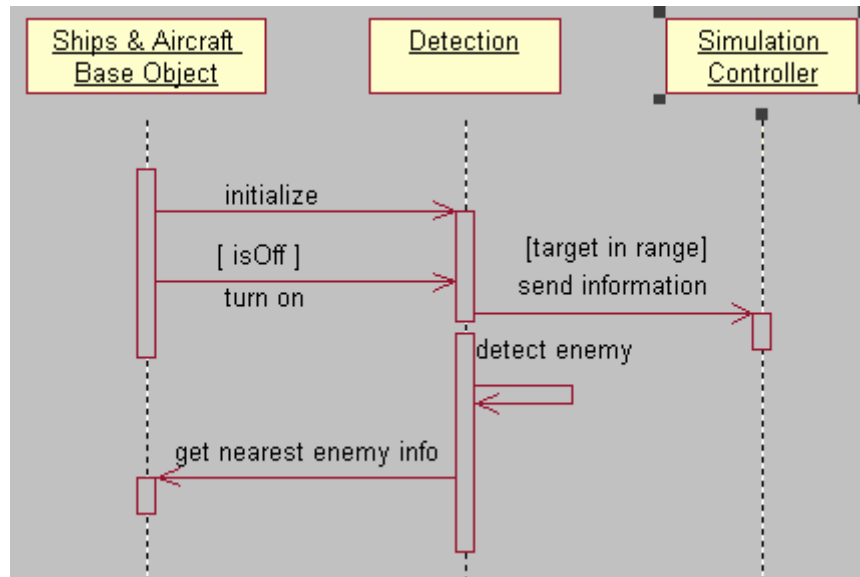 Ships & Aircraft
Base Object
Detection
Simulation
Controller
initialize
[ isOff ]
turn on
[target in range]
send information
detect enemy
get nearest enemy info